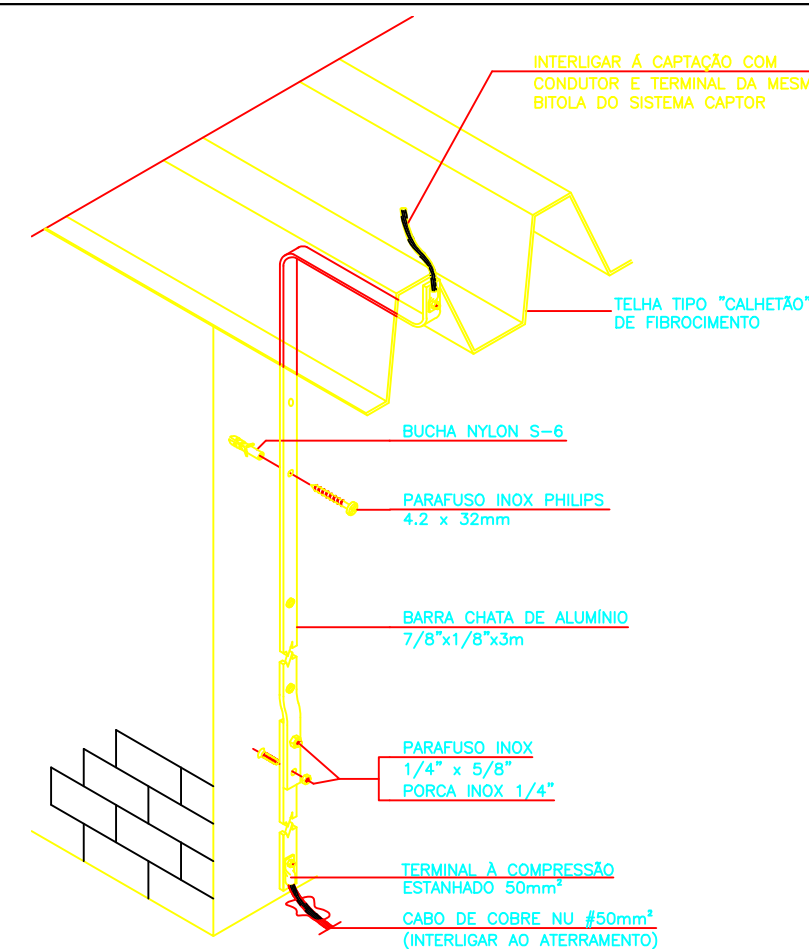 INTERLIGAR Á CAPTAÇÃO COM
CONDUTOR E TERMINAL DA MESM
BITOLA DO SISTEMA CAPTOR
TELHA TIPO "CALHETÃO"
DE FIBROCIMENTO
BUCHA NYLON S-6
PARAFUSO INOX PHILIPS
4.2 x 32mm
BARRA CHATA DE ALUMÍNIO
7/8"x1/8"x3m
PARAFUSO INOX
1/4" x 5/8"
PORCA INOX 1/4"
TERMINAL À COMPRESSÃO
ESTANHADO 50mm²
CABO DE COBRE NU #50mm²
(INTERLIGAR AO ATERRAMENTO)